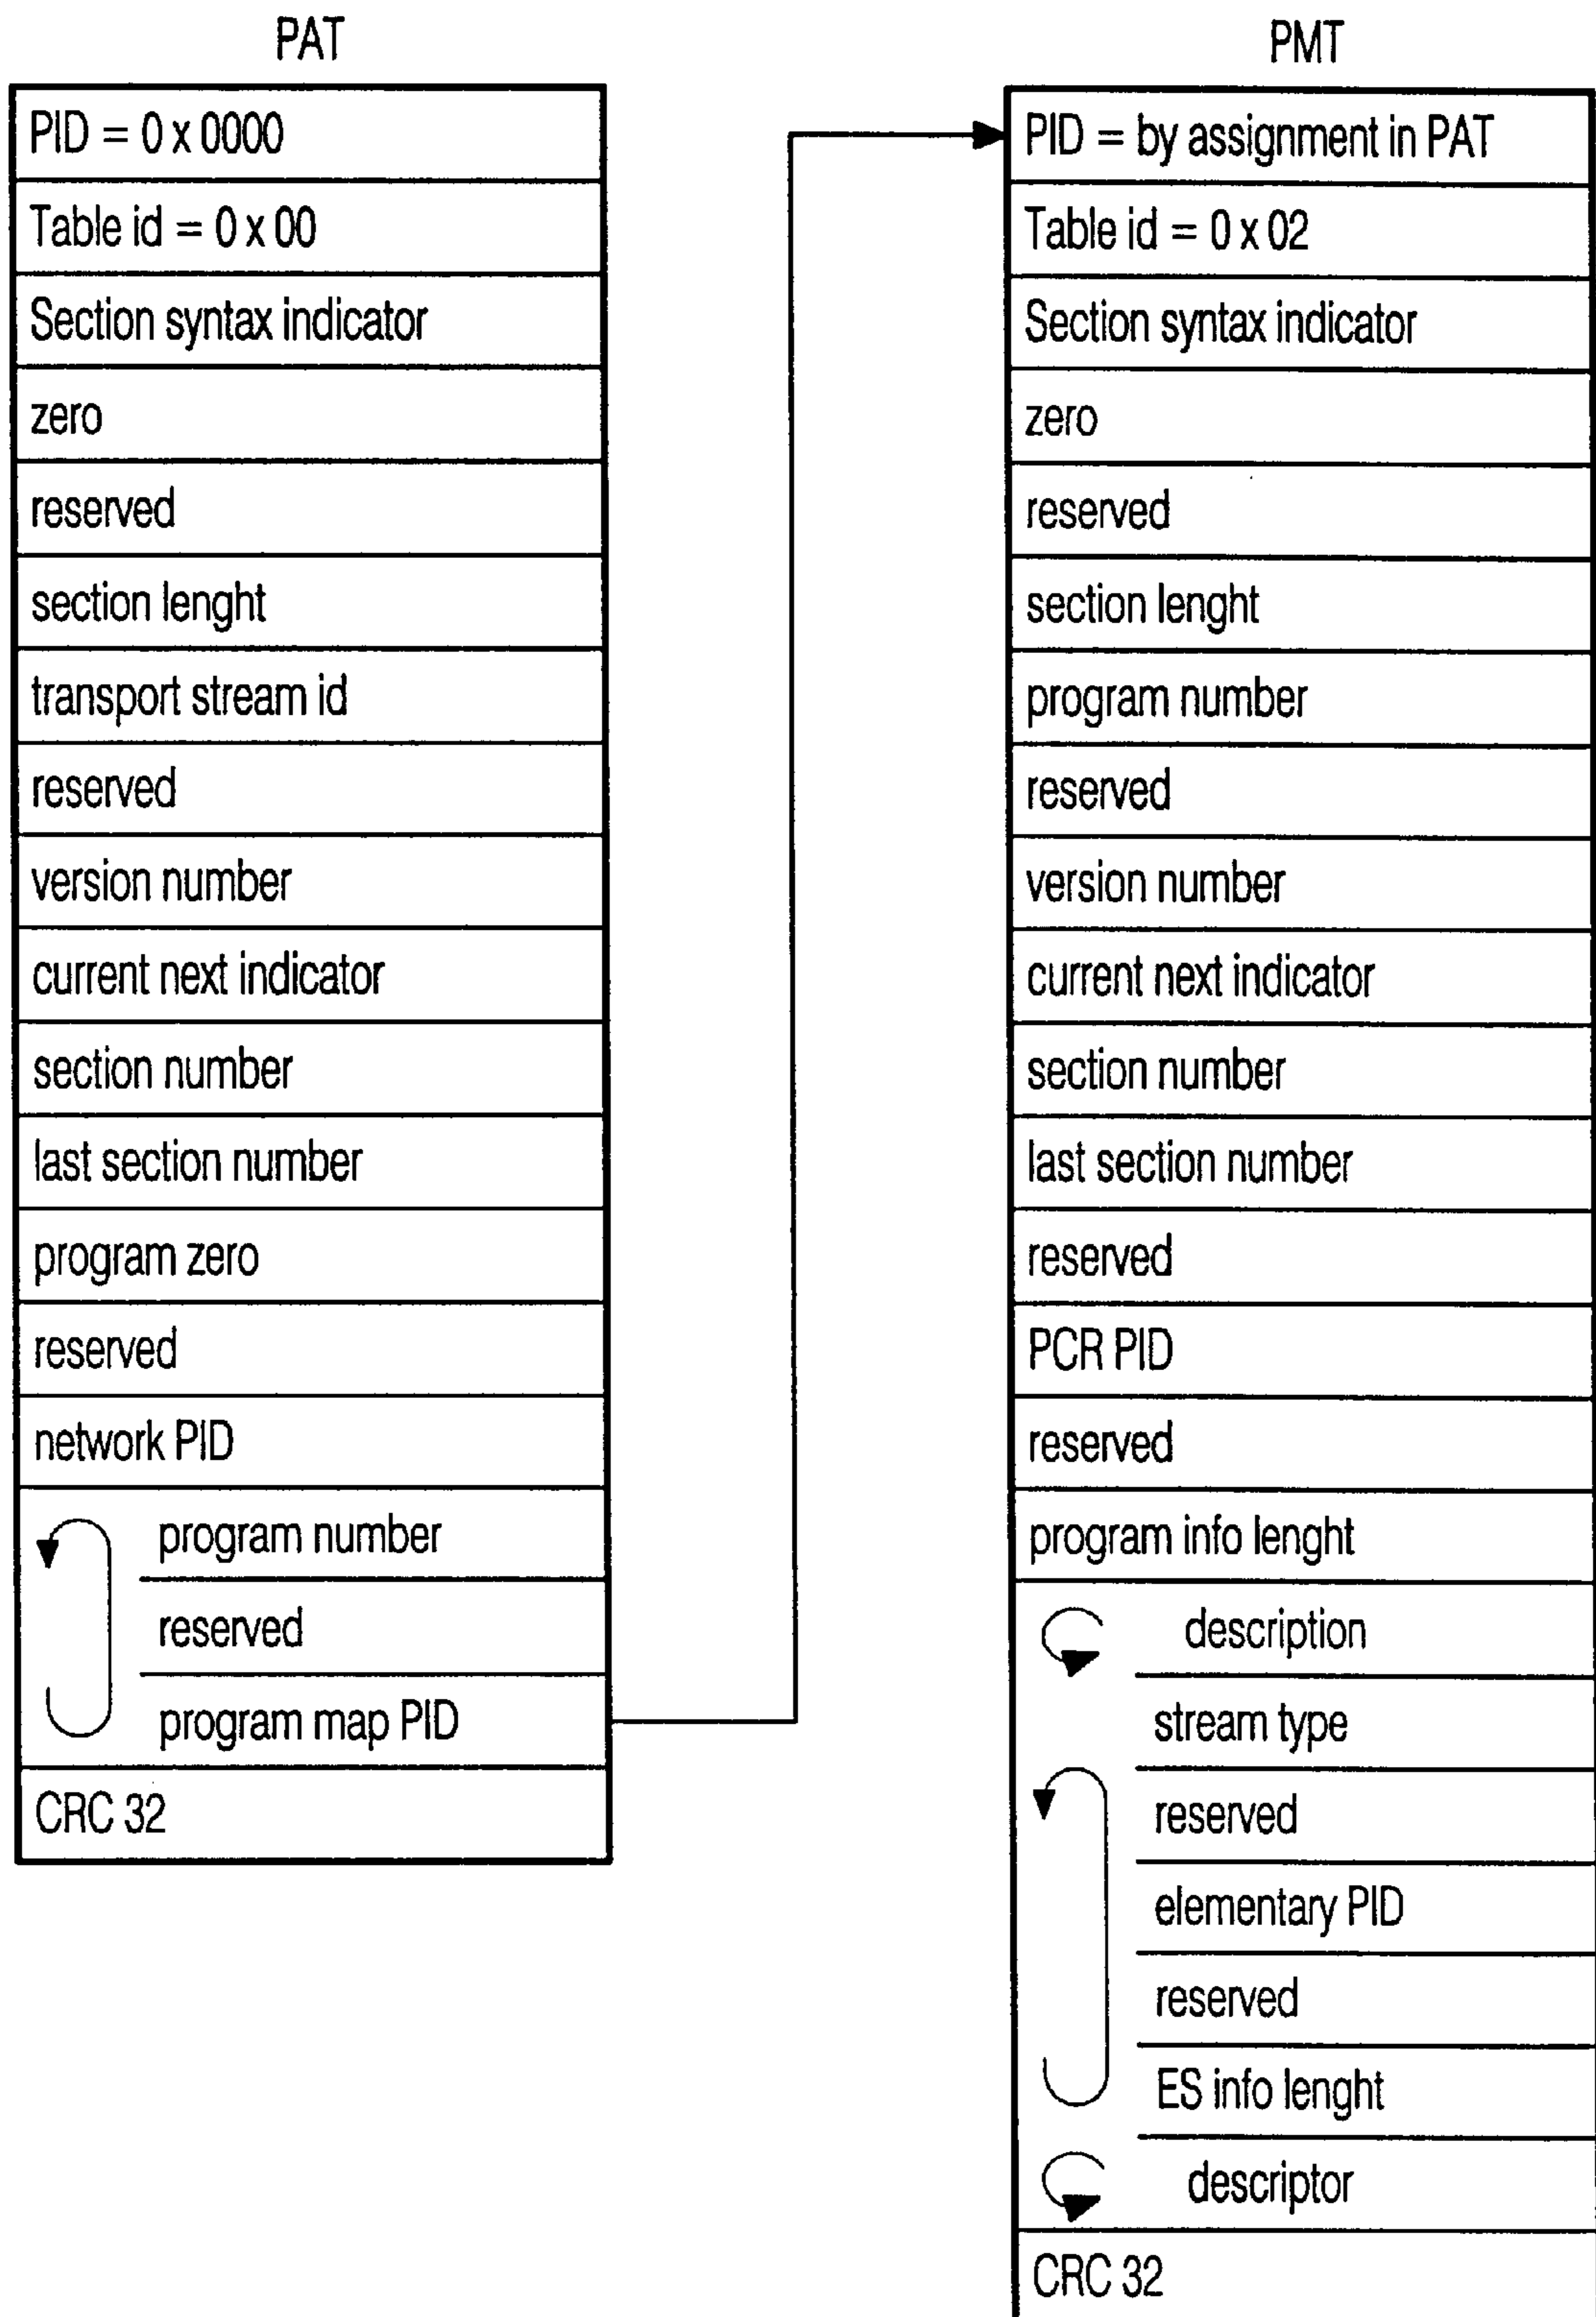 PAT
PID = 0 x 0000
Table id = 0 x 00
Section syntax indicator
zero
reserved
section lenght
transport stream id
reserved
version number
current next indicator
section number
last section number
program zero
reserved
network PID
program number
reserved
program map PID
CRC 32
PMT
PID = by assignment in PAT
Table id = 0 x 02
Section syntax indicator
zero
reserved
section lenght
program number
reserved
version number
current next indicator
section number
last section number
reserved
PCR PID
reserved
program info lenght
description
stream type
reserved
elementary PID
reserved
ES info lenght
descriptor
CRC 32